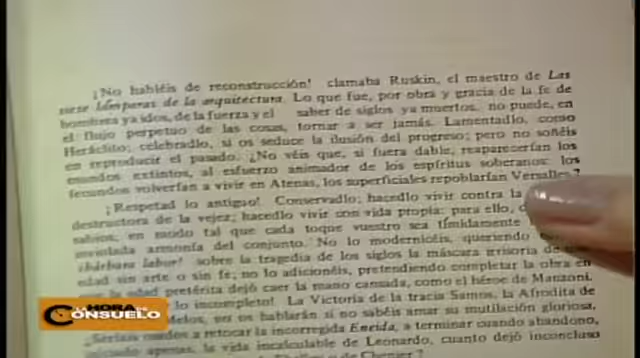 ¡No habléis de reconstrucción! clamaba Ruskin, el maestro de Las
siete lámparas de la arquitectura. Lo que fue, por obra y gracia de la fe de
hombres ya idos, de la fuerza y el saber de siglos ya muertos, no puede, en
el flujo perpetuo de las cosas, tornar a ser jamás. Lamentadlo, como
Heráclito; celebradlo, si os seduce la ilusión del progreso; pero no soñéis
en reproducir el pasado. ¿No véis que, si fuera dable, reaparecerían los
mundos extintos, al esfuerzo animador de los espíritus soberanos: los
fecundos volverían a vivir en Atenas, los superficiales repoblarían Versalles?
¡Respetad lo antiguo! Conservadlo; hacedlo vivir contra la
destructora de la vejez; hacedlo vivir con vida propia: para ello,
sabios, en modo tal que cada toque vuestro sea tímidamente
inviolada armonía del conjunto. No lo modernicéis, queriendo
¡bárbara labor! sobre la tragedia de los siglos la máscara irrisoria de
edad sin arte o sin fe; no lo adicionéis, pretendiendo completar la obra en
la edad pretérita dejó caer la mano cansada, como el héroe de Manzoni.
lo incompleto! La Victoria de la tracia Samos, la Afrodita de
Melos, no os hablarán si no sabéis amar su mutilación gloriosa,
¿Seríais osados a retocar la incorregida Eneida, a terminar cuando abandono,
apenas, la vida incalculable de Leonardo, cuanto dejó inconcluso
de Chenier?
LA HORA DE
CONSUELO